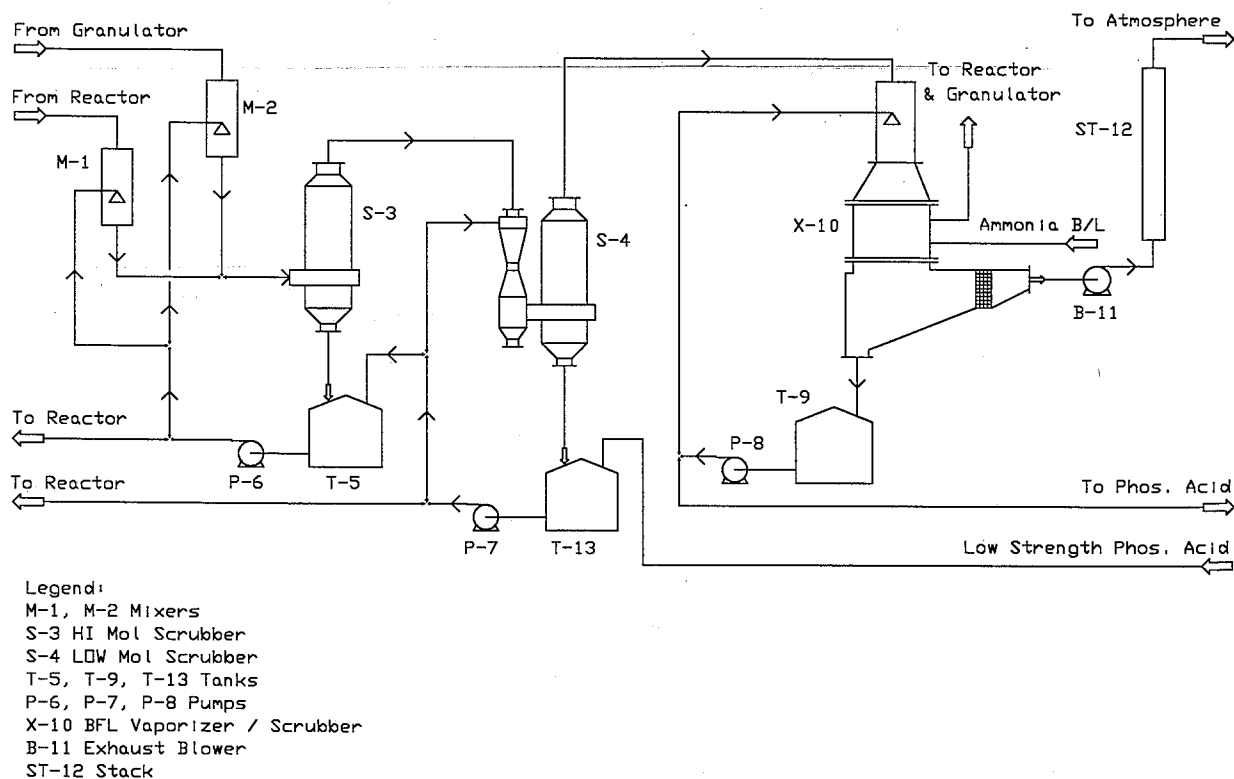 From Granulator
To Atmosphere
To Reactor
& Granulator
From Reactor
M-2
ST-12
M-1
S-3
S-4
X-10
Ammonia B/L
B-11
T-9
To Reactor
P-8
P-6
T-5
To Reactor
To Phos. Acid
P-7
T-13
Low Strength Phos. Acid
Legend:
M-1, M-2 Mixers
S-3 HI Mol Scrubber
S-4 LOW Mol Scrubber
T-5, T-9, T-13 Tanks
P-6, P-7, P-8 Pumps
X-10 BFL Vaporizer / Scrubber
B-11 Exhaust Blower
ST-12 Stack